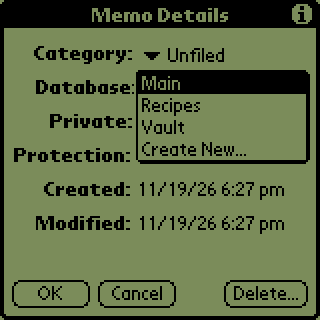 Memo Details i
Category: Unfiled
Database: Main
Recipes
Private: Vault
Protection: Create New...
Created: 11/19/26 6:27 pm
Modified: 11/19/26 6:27 pm
OK Cancel Delete...